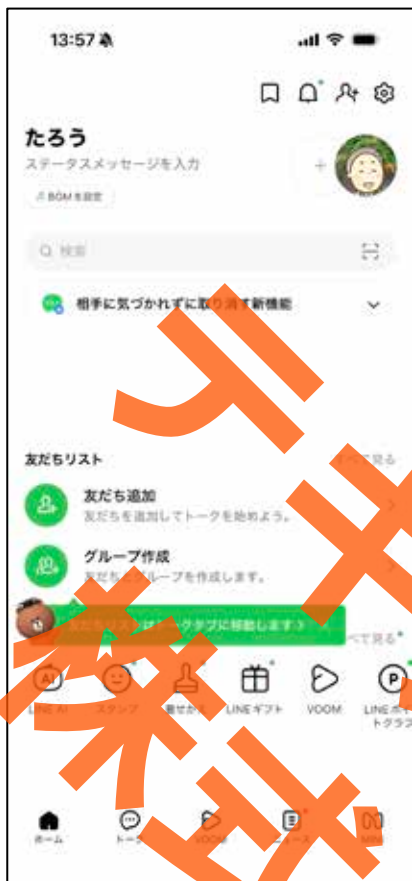 13:57
たろう
ステータスメッセージを入力
BGMを設定
検索
相手に気づかれずに取り消す新機能
友だちリスト
すべて見る
友だち追加
友だちを追加してトークを始めよう。
グループ作成
友だちとグループを作成します。
友だちリストはトークタブに移動します
べて見る
LINE AI スタンプ 着せかえ LINEギフト VOOM LINEポイ
トクラブ
ホーム トーク VOOM ニュース MINI
テキ
株式